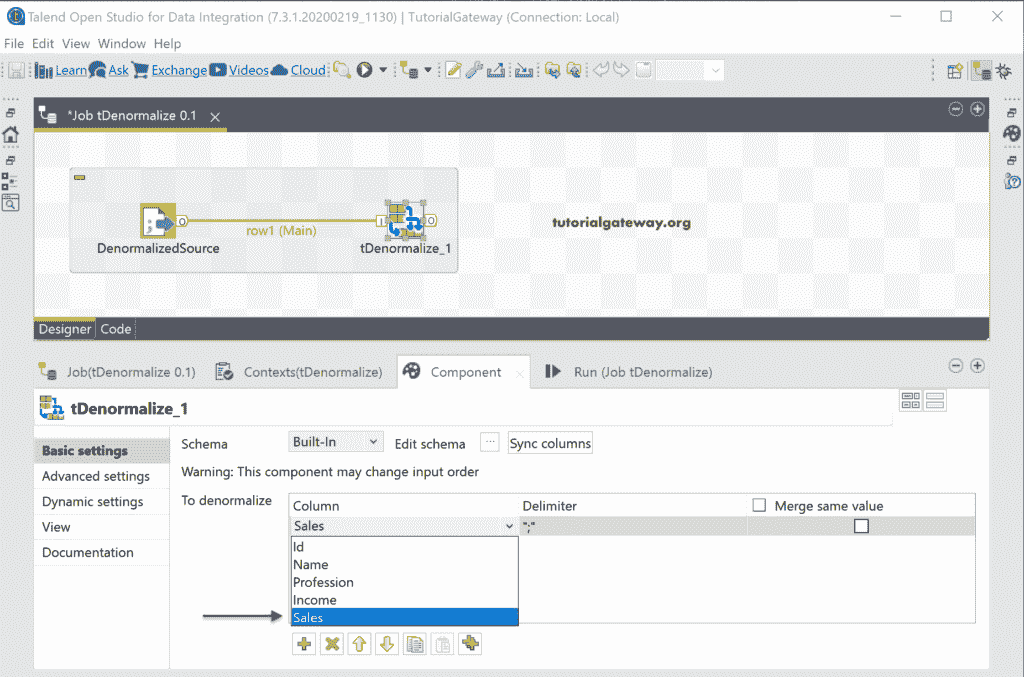 Talend Open Studio for Data Integration (7.3.1.20200219_1130) | TutorialGateway (Connection: Local)
File Edit View Window Help
Learn Ask Exchange Videos Cloud
*Job tDenormalize 0.1
DenormalizedSource
row1 (Main)
tDenormalize_1
tutorialgateway.org
Designer Code
Job(tDenormalize 0.1) Contexts(tDenormalize) Component Run (Job tDenormalize)
tDenormalize_1
Basic settings
Advanced settings
Dynamic settings
View
Documentation
Schema Built-In Edit schema ... Sync columns
Warning: This component may change input order
To denormalize
Column Delimiter Merge same value
Sales ";"
Id
Name
Profession
Income
Sales